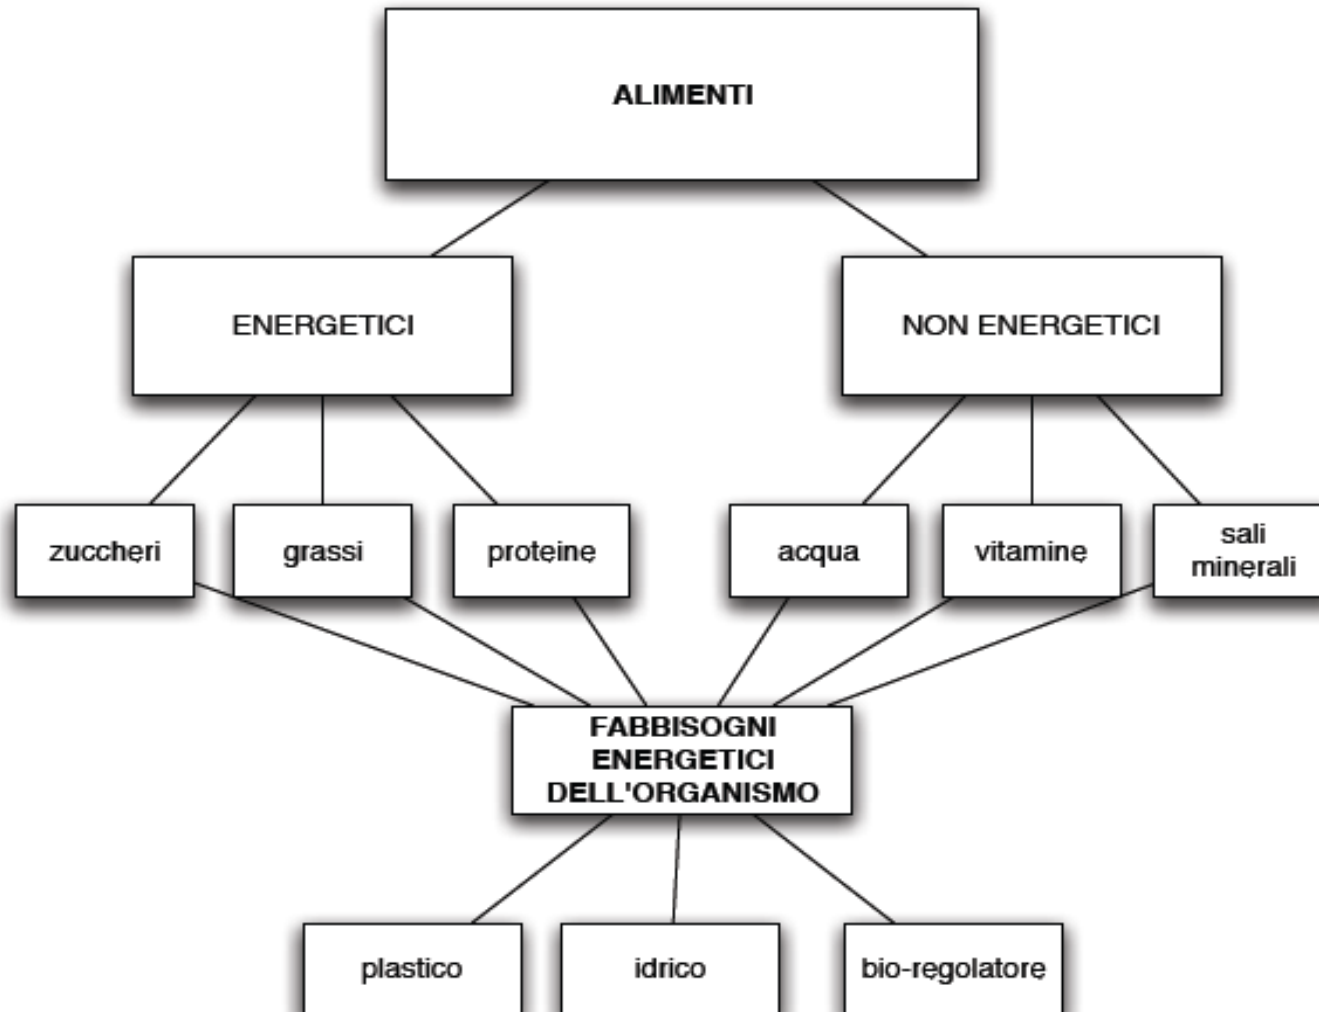 ALIMENTI
ENERGETICI
NON ENERGETICI
zuccheri
grassi
proteine
acqua
vitamine
sali
minerali
FABBISOGNI
ENERGETICI
DELL'ORGANISMO
plastico
idrico
bio-regolatore